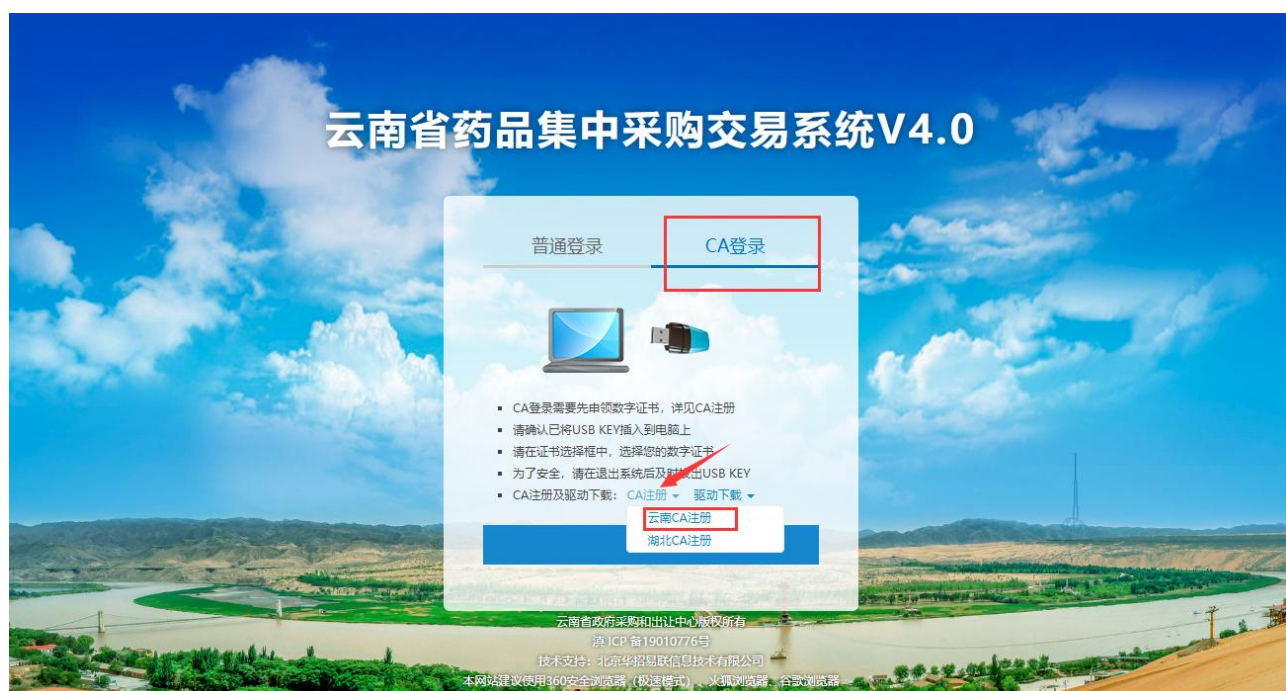 云南省药品集中采购交易系统V4.0
普通登录
CA登录
CA登录需要先申领数字证书，详见CA注册
请确认已将USB KEY插入到电脑上
请在证书选择框中，选择您的数字证书
为了安全，请在退出系统后及时拔出USB KEY
CA注册及驱动下载： CA注册 驱动下载
云南CA注册
湖北CA注册
云南省政府采购和出让中心版权所有
滇 ICP 备19010776号
技术支持：北京华招易联信息技术有限公司
本网站建议使用360安全浏览器（极速模式）、火狐浏览器、谷歌浏览器